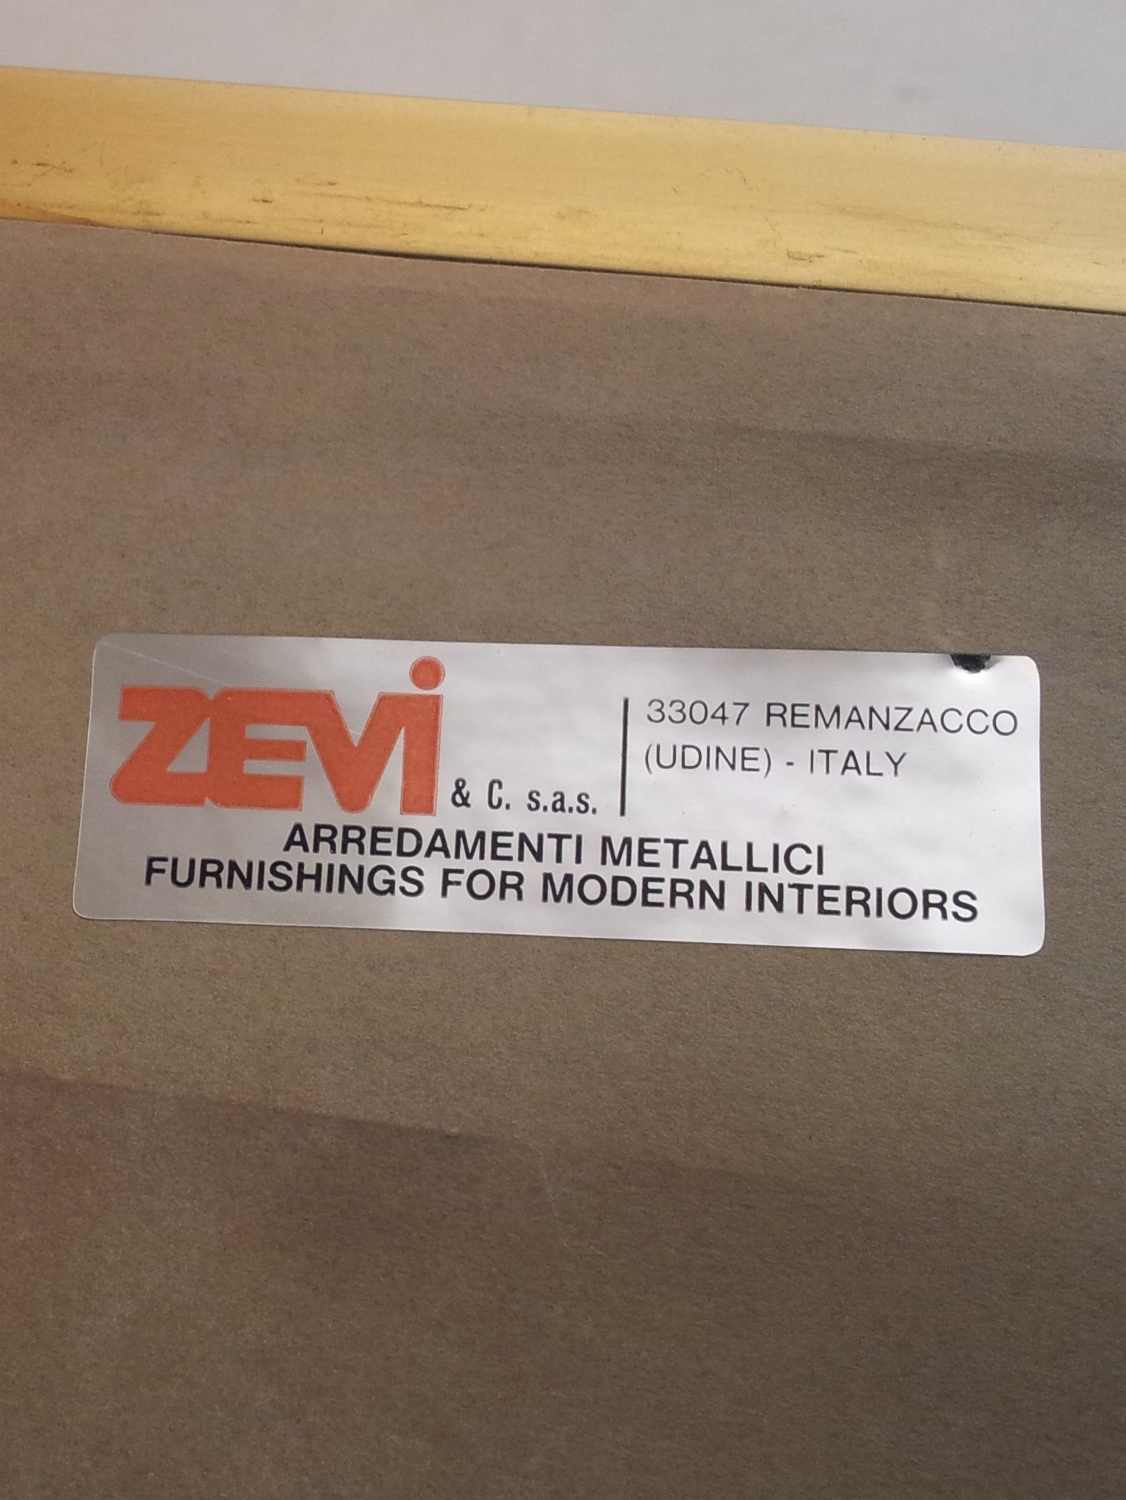 ZEVi & C. s.a.s.
33047 REMANZACCO
(UDINE) - ITALY
ARREDAMENTI METALLICI
FURNISHINGS FOR MODERN INTERIORS